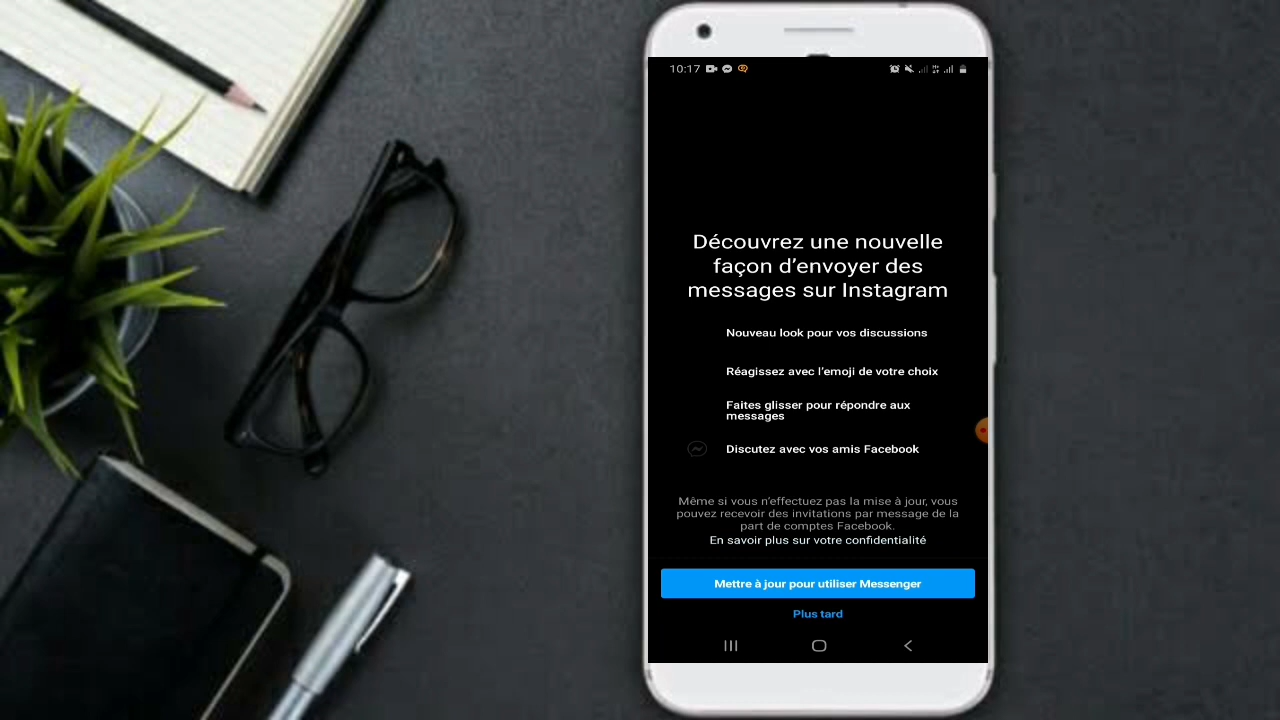 10:17
Découvrez une nouvelle
façon d’envoyer des
messages sur Instagram
Nouveau look pour vos discussions
Réagissez avec l’emoji de votre choix
Faites glisser pour répondre aux
messages
Discutez avec vos amis Facebook
Même si vous n’effectuez pas la mise à jour, vous
pouvez recevoir des invitations par message de la
part de comptes Facebook.
En savoir plus sur votre confidentialité
Mettre à jour pour utiliser Messenger
Plus tard